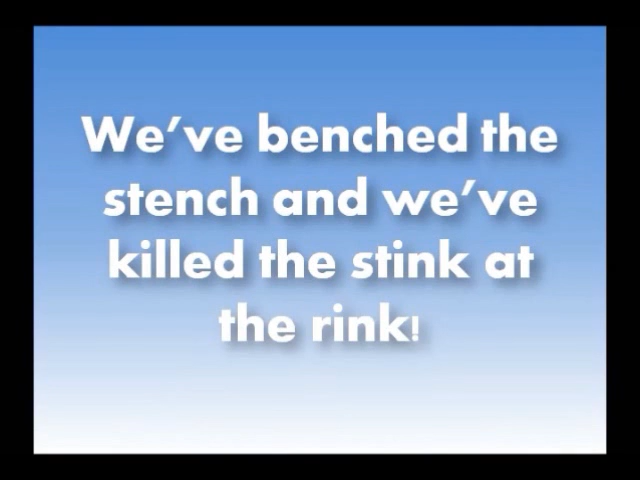 We've benched the
stench and we've
killed the stink at
the rink!